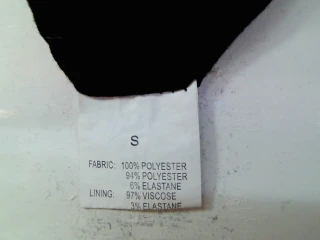 S
FABRIC: 100% POLYESTER
94% POLYESTER
6% ELASTANE
LINING: 97% VISCOSE
3% ELASTANE